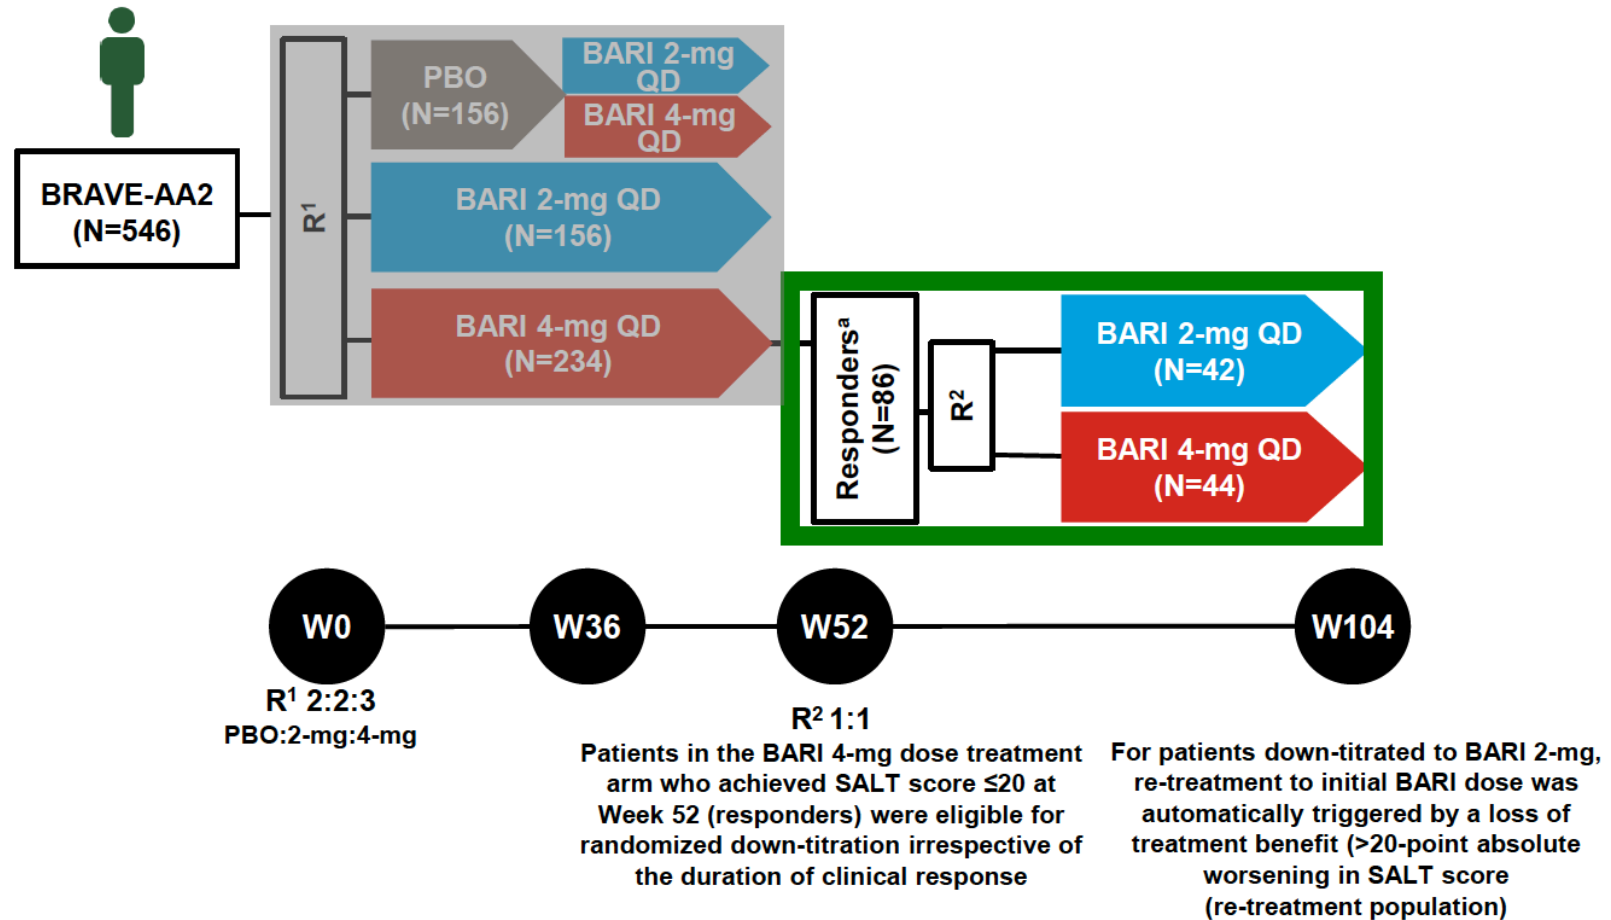 BRAVE-AA2
(N=546)
R¹
PBO
(N=156)
BARI 2-mg
QD
BARI 4-mg
QD
BARI 2-mg QD
(N=156)
BARI 4-mg QD
(N=234)
Respondersᵃ
(N=86)
R²
BARI 2-mg QD
(N=42)
BARI 4-mg QD
(N=44)
W0
W36
W52
W104
R¹ 2:2:3
PBO:2-mg:4-mg
R² 1:1
Patients in the BARI 4-mg dose treatment
arm who achieved SALT score ≤20 at
Week 52 (responders) were eligible for
randomized down-titration irrespective of
the duration of clinical response
For patients down-titrated to BARI 2-mg,
re-treatment to initial BARI dose was
automatically triggered by a loss of
treatment benefit (>20-point absolute
worsening in SALT score
(re-treatment population)